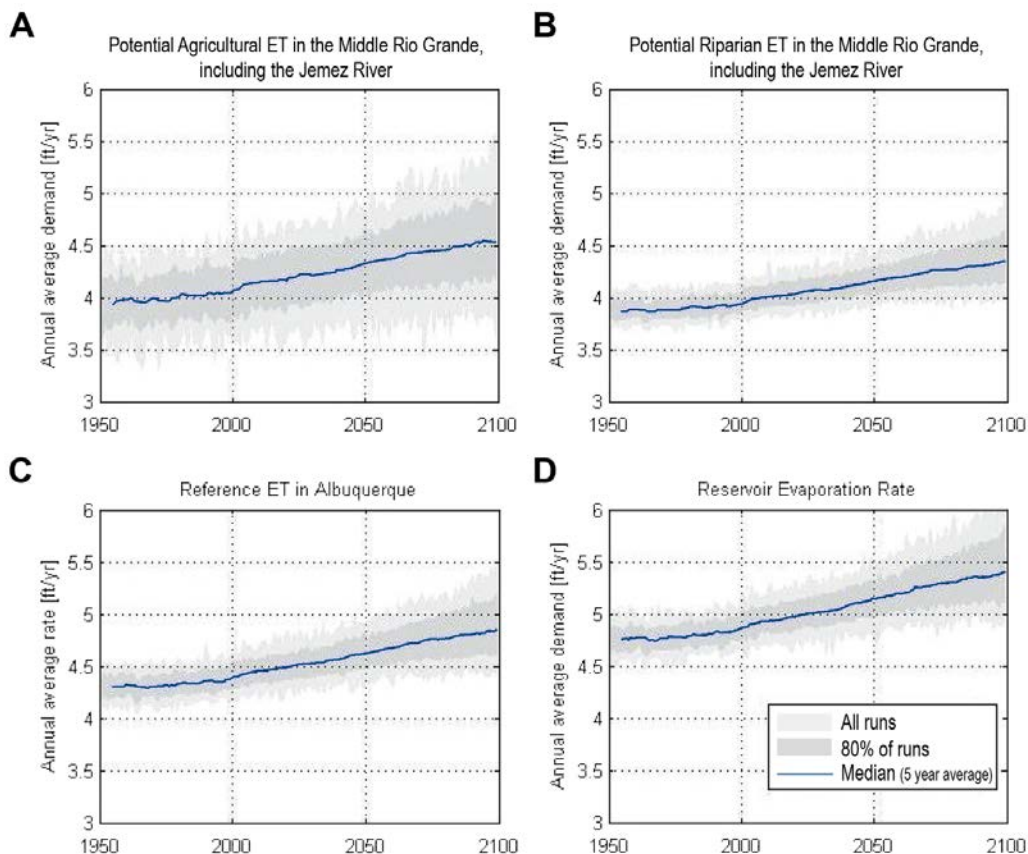 A
Potential Agricultural ET in the Middle Rio Grande,
including the Jemez River
Annual average demand [ft/yr]
6
5.5
5
4.5
4
3.5
3
1950
2000
2050
2100
B
Potential Riparian ET in the Middle Rio Grande,
including the Jemez River
Annual average demand [ft/yr]
6
5.5
5
4.5
4
3.5
3
1950
2000
2050
2100
C
Reference ET in Albuquerque
Annual average rate [ft/yr]
6
5.5
5
4.5
4
3.5
3
1950
2000
2050
2100
D
Reservoir Evaporation Rate
Annual average demand [ft/yr]
6
5.5
5
4.5
4
3.5
3
1950
2000
2050
2100
All runs
80% of runs
Median (5 year average)